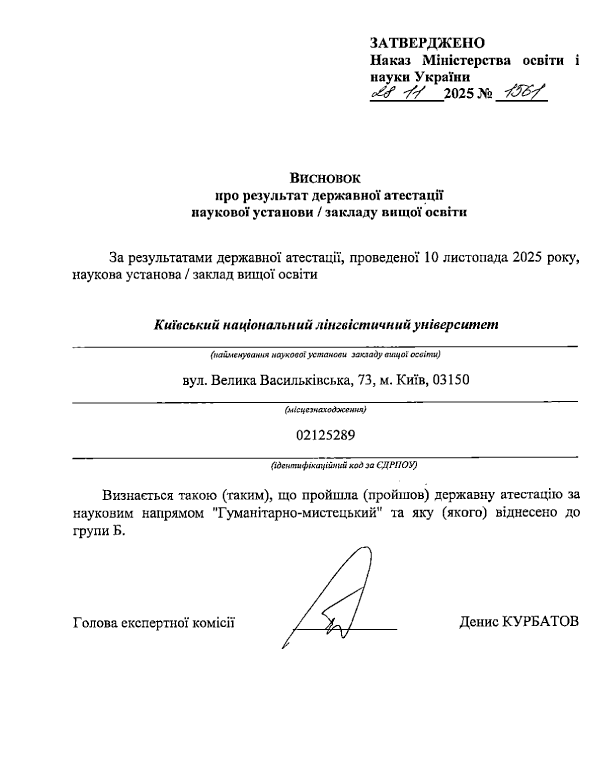 ЗАТВЕРДЖЕНО
Наказ Міністерства освіти і
науки України
28 11 2025 № 1561
Висновок
про результат державної атестації
наукової установи / закладу вищої освіти
За результатами державної атестації, проведеної 10 листопада 2025 року,
наукова установа / заклад вищої освіти
Київський національний лінгвістичний університет
(найменування наукової установи закладу вищої освіти)
вул. Велика Васильківська, 73, м. Київ, 03150
(місцезнаходження)
02125289
(ідентифікаційний код за ЄДРПОУ)
Визнається такою (таким), що пройшла (пройшов) державну атестацію за
науковим напрямом "Гуманітарно-мистецький" та яку (якого) віднесено до
групи Б.
Голова експертної комісії Денис КУРБАТОВ